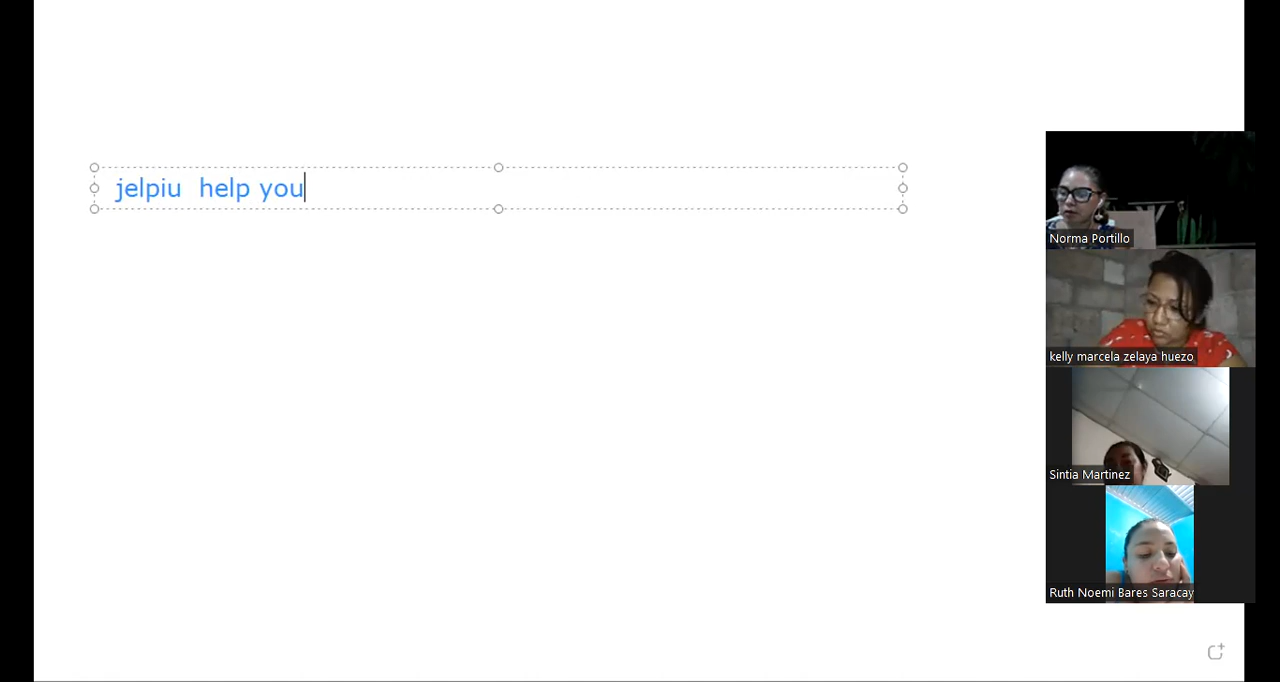 jelpiu  help you
Norma Portillo
kelly marcela zelaya huezo
Sintia Martinez
Ruth Noemi Bares Saracay